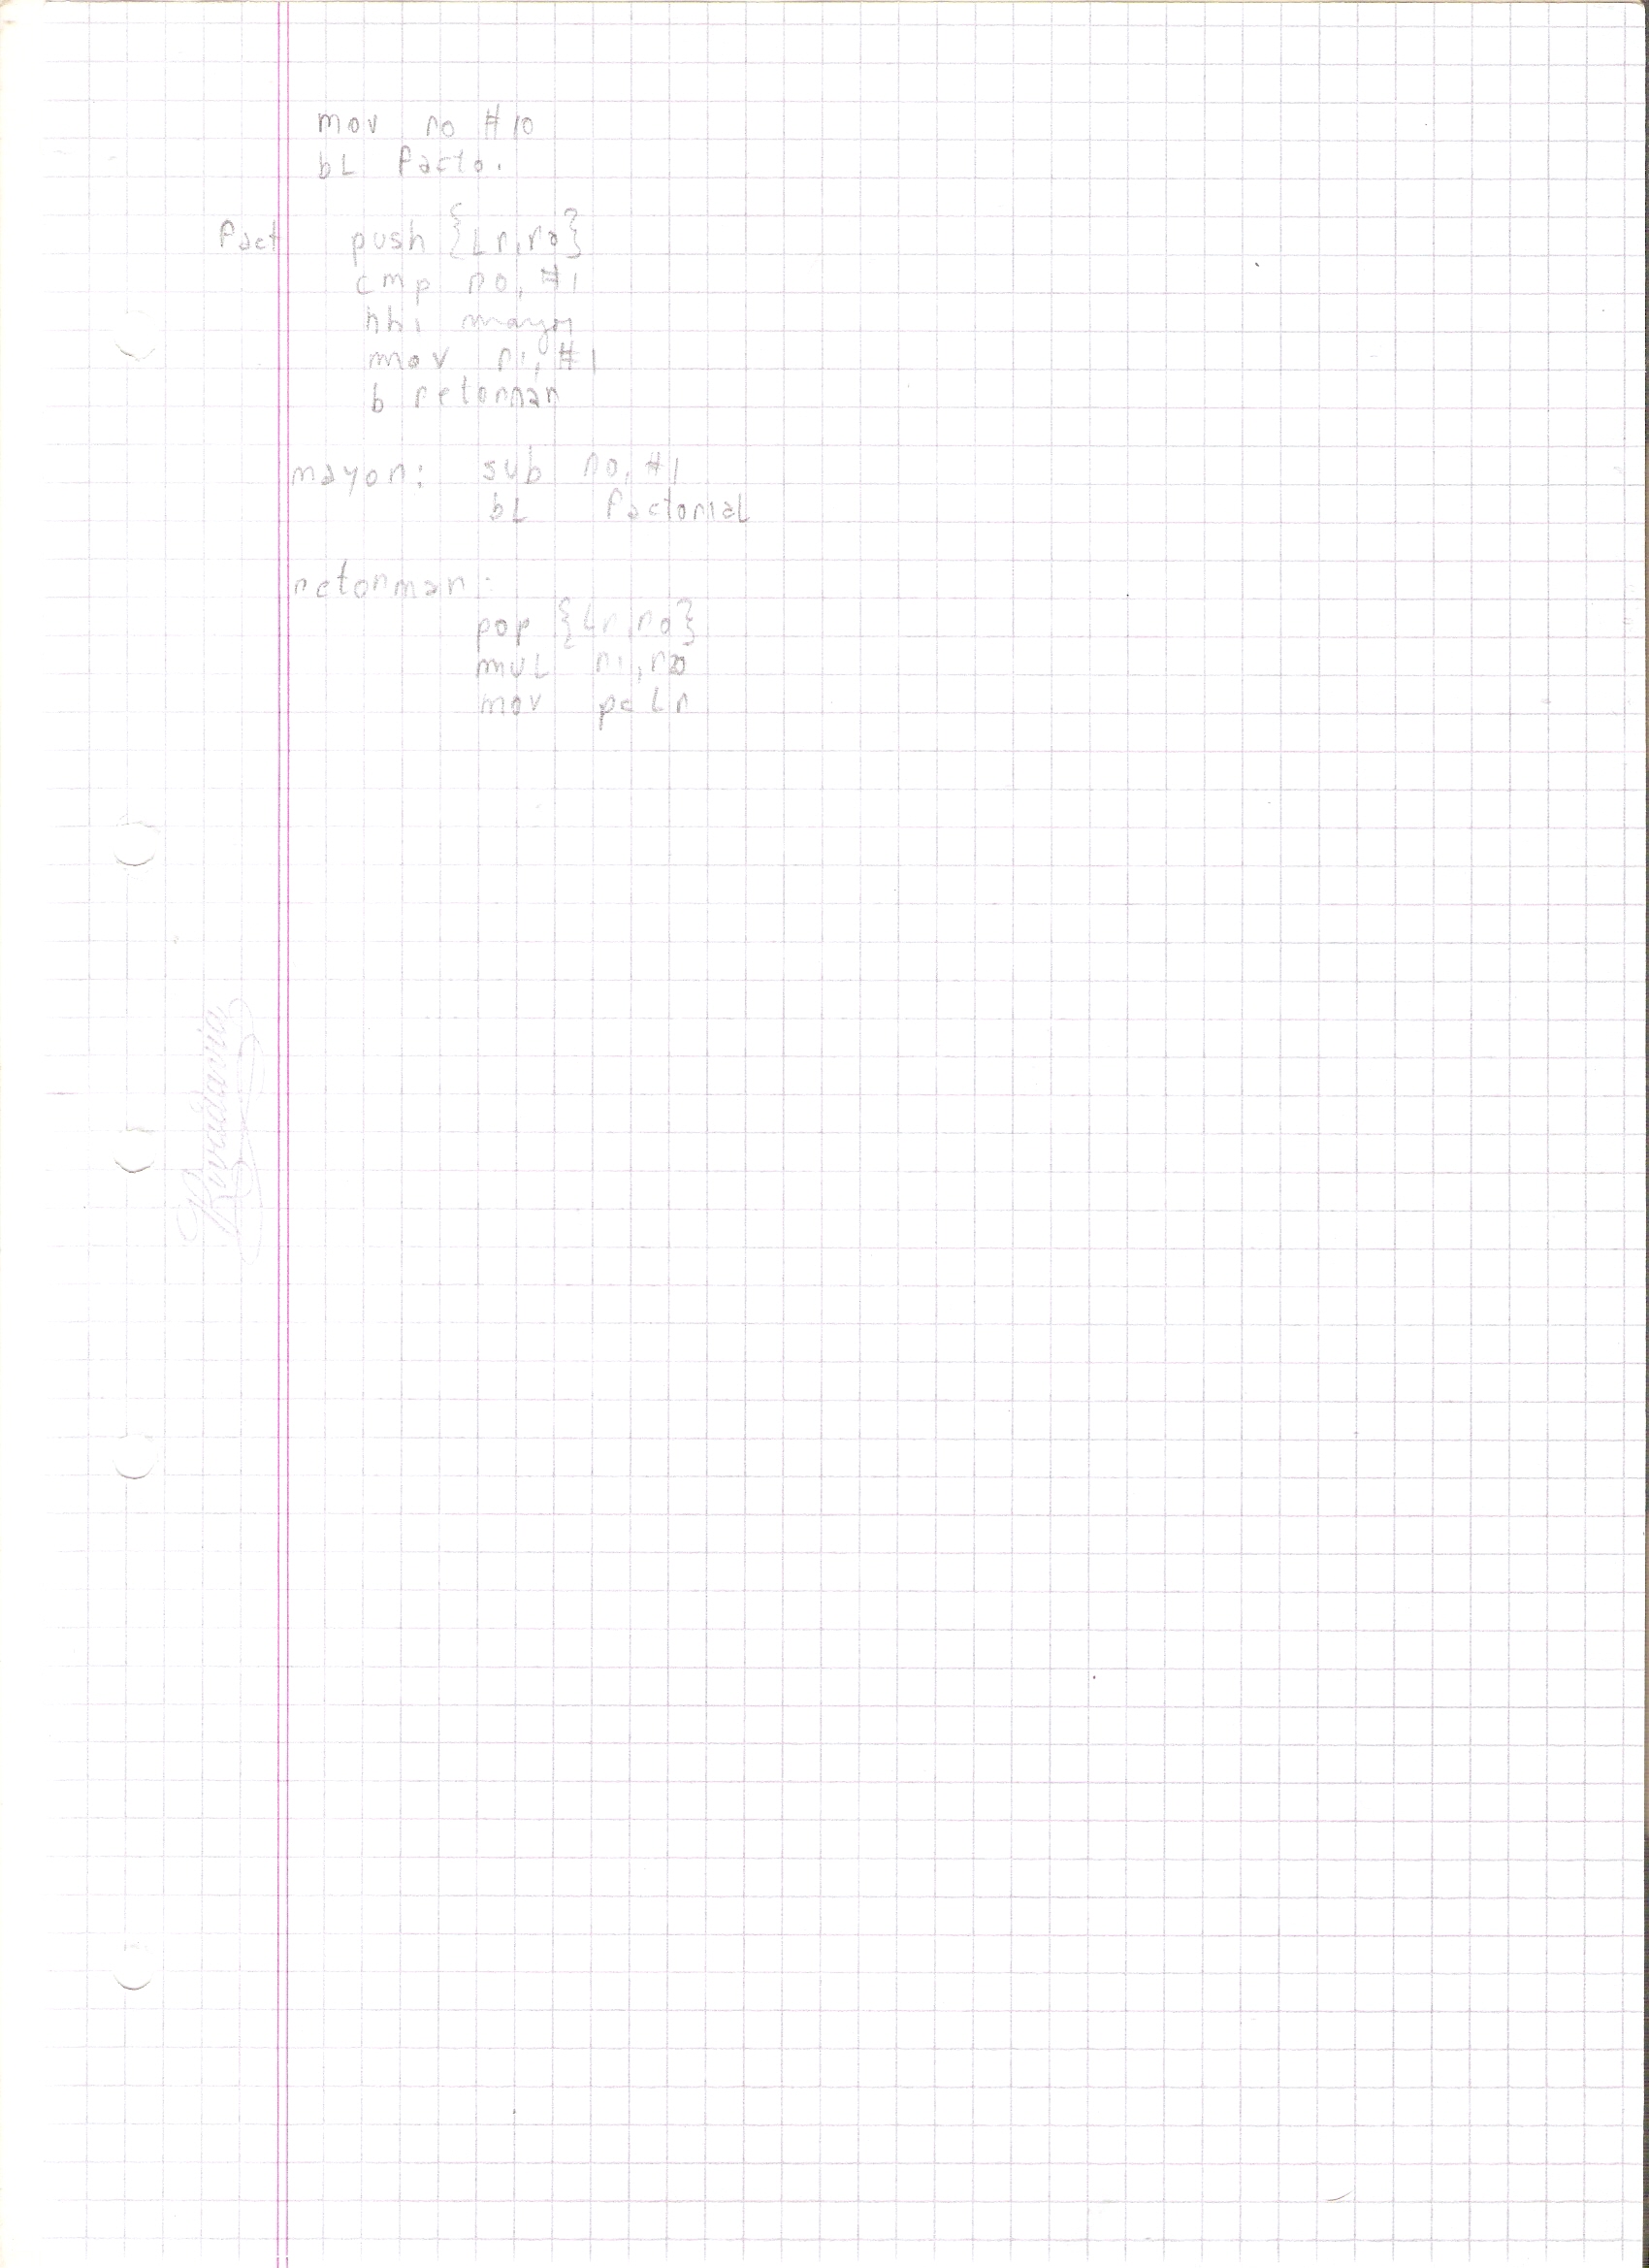 mov r0 #10
bL facto.
fact push {Lr, r0}
cmp r0, #1
bhi mayor
mov r1, #1
b retornar
mayor: sub r0, #1
bL factorial
retornar:
pop {Lr, r0}
muL r1, r0
mov pc Lr
Rivadavia